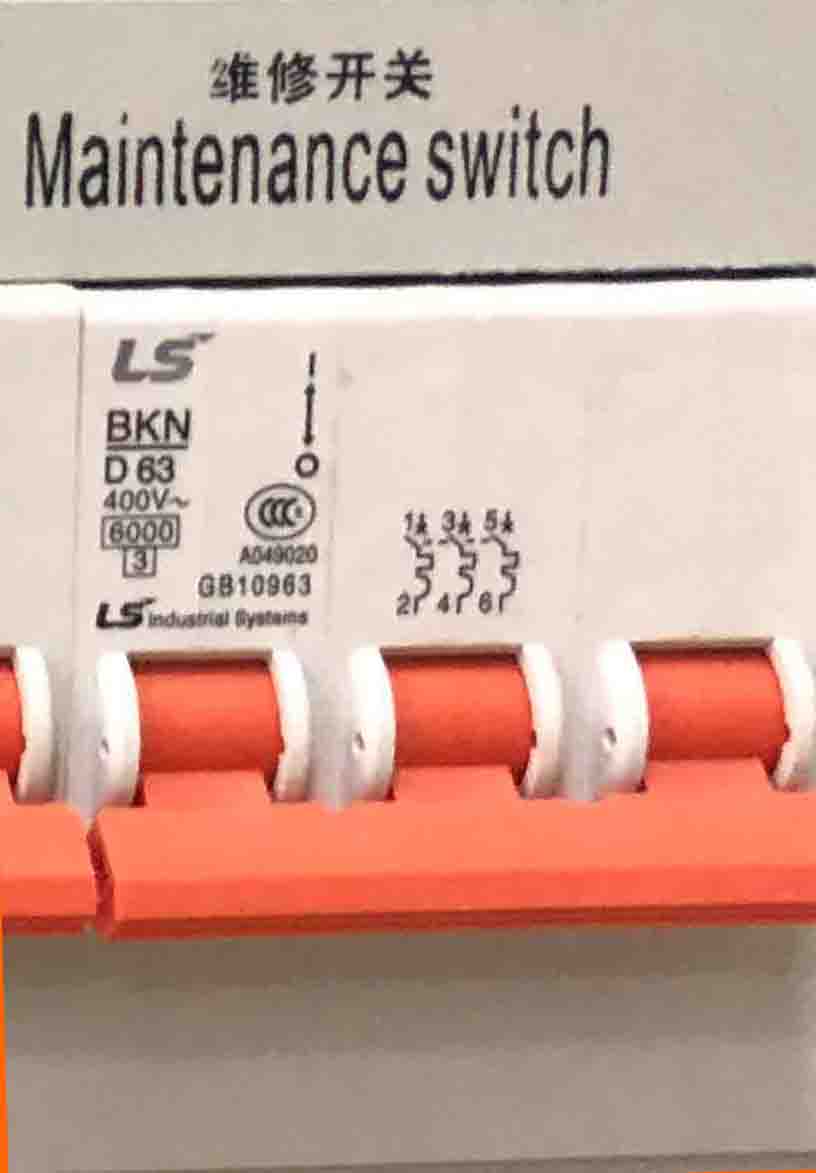 维修开关
Maintenance switch
LS
BKN
D 63
400V~
6000
3
I
O
CCC
A049020
GB10963
LS Industrial Systems
1 3 5
2 4 6